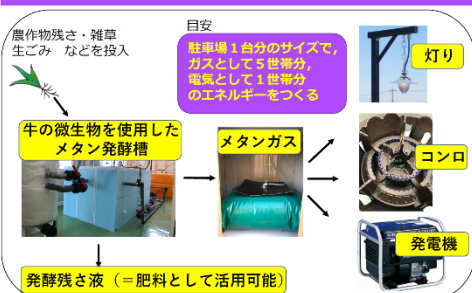 農作物残さ・雑草
生ごみ などを投入
目安
駐車場１台分のサイズで,
ガスとして５世帯分,
電気として１世帯分
のエネルギーをつくる
灯り
牛の微生物を使用した
メタン発酵槽
メタンガス
コンロ
発電機
発酵残さ液（＝肥料として活用可能）